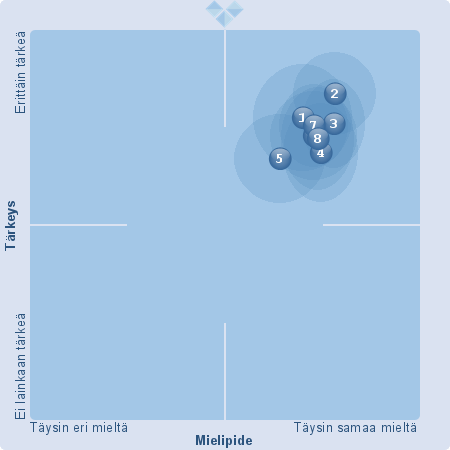 Erittäin tärkeä
Tärkeys
Ei lainkaan tärkeä
2
1
7
3
8
4
5
Täysin eri mieltä
Täysin samaa mieltä
Mielipide